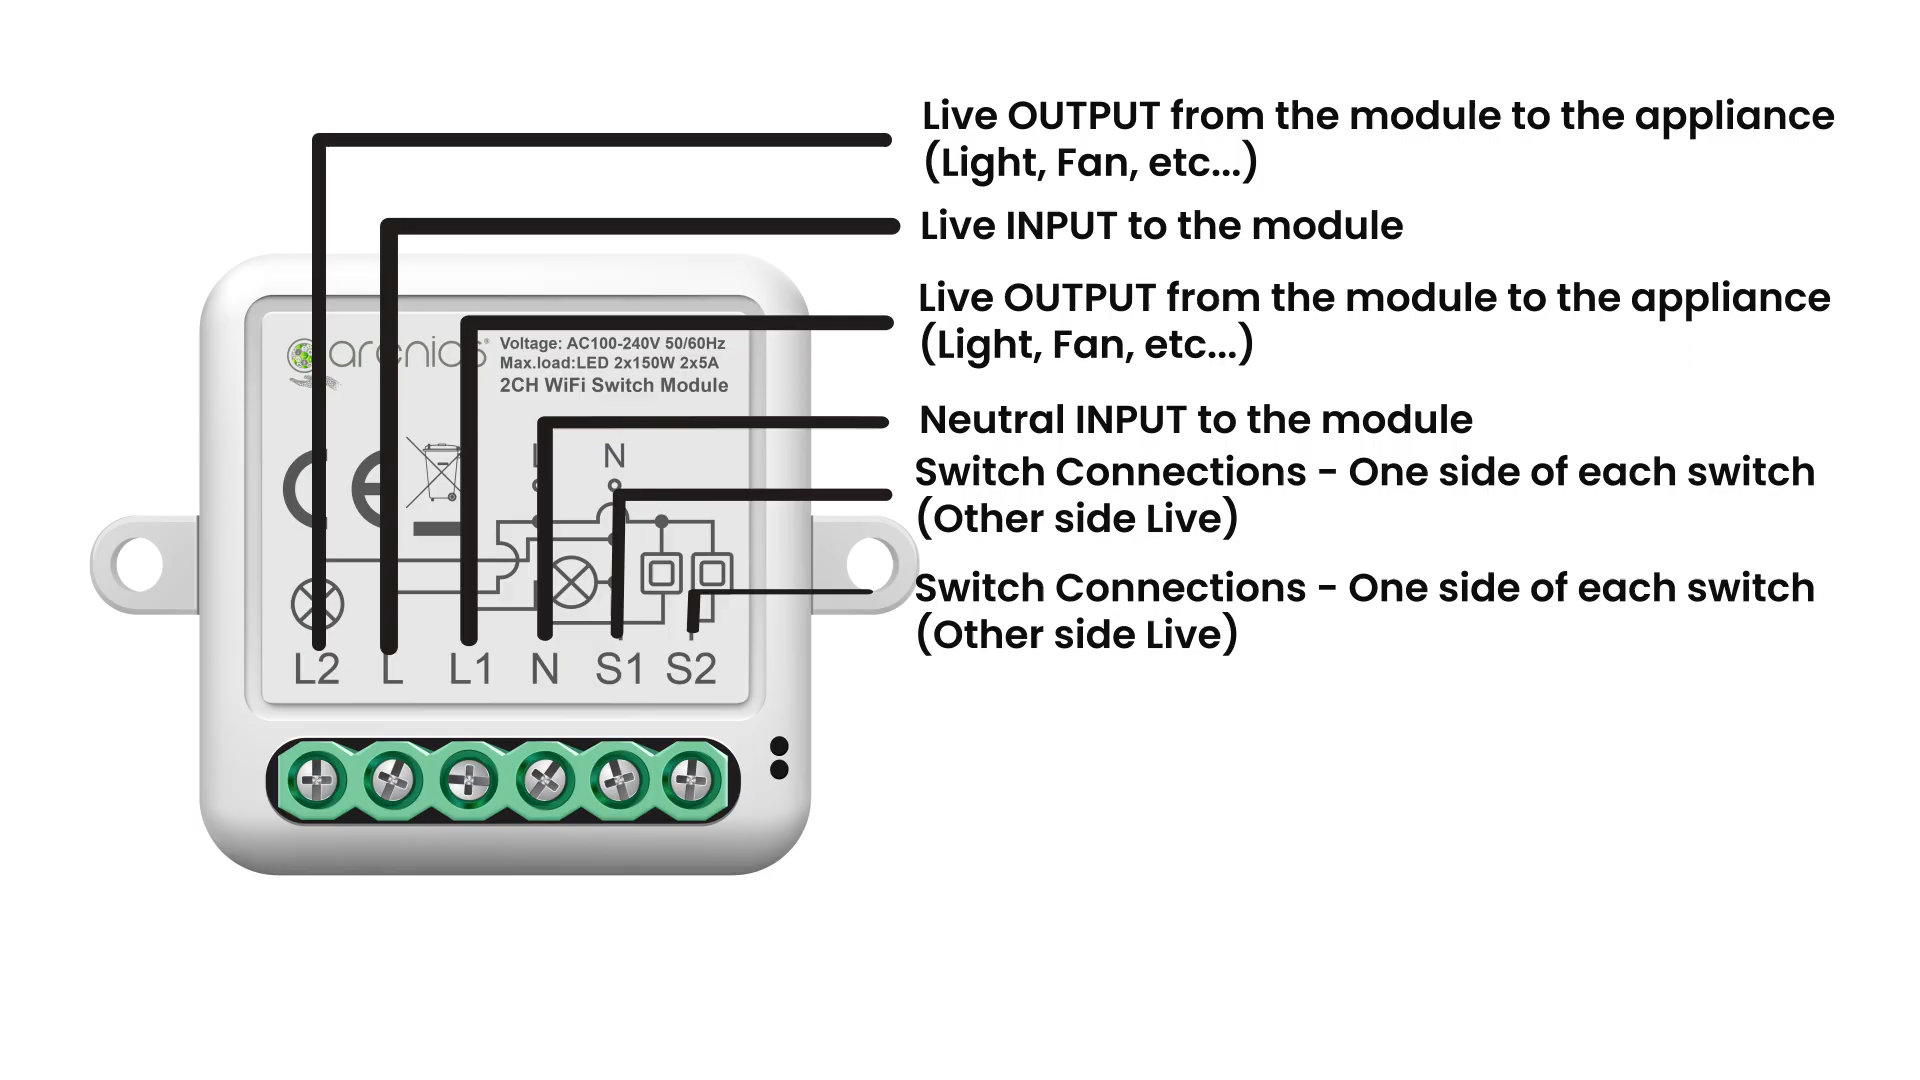 Live OUTPUT from the module to the appliance
(Light, Fan, etc...)
Live INPUT to the module
Live OUTPUT from the module to the appliance
(Light, Fan, etc...)
Neutral INPUT to the module
Switch Connections - One side of each switch
(Other side Live)
Switch Connections - One side of each switch
(Other side Live)
Voltage: AC100-240V 50/60Hz
Max.load:LED 2x150W 2x5A
2CH WiFi Switch Module
CE
N
L2 L L1 N S1 S2